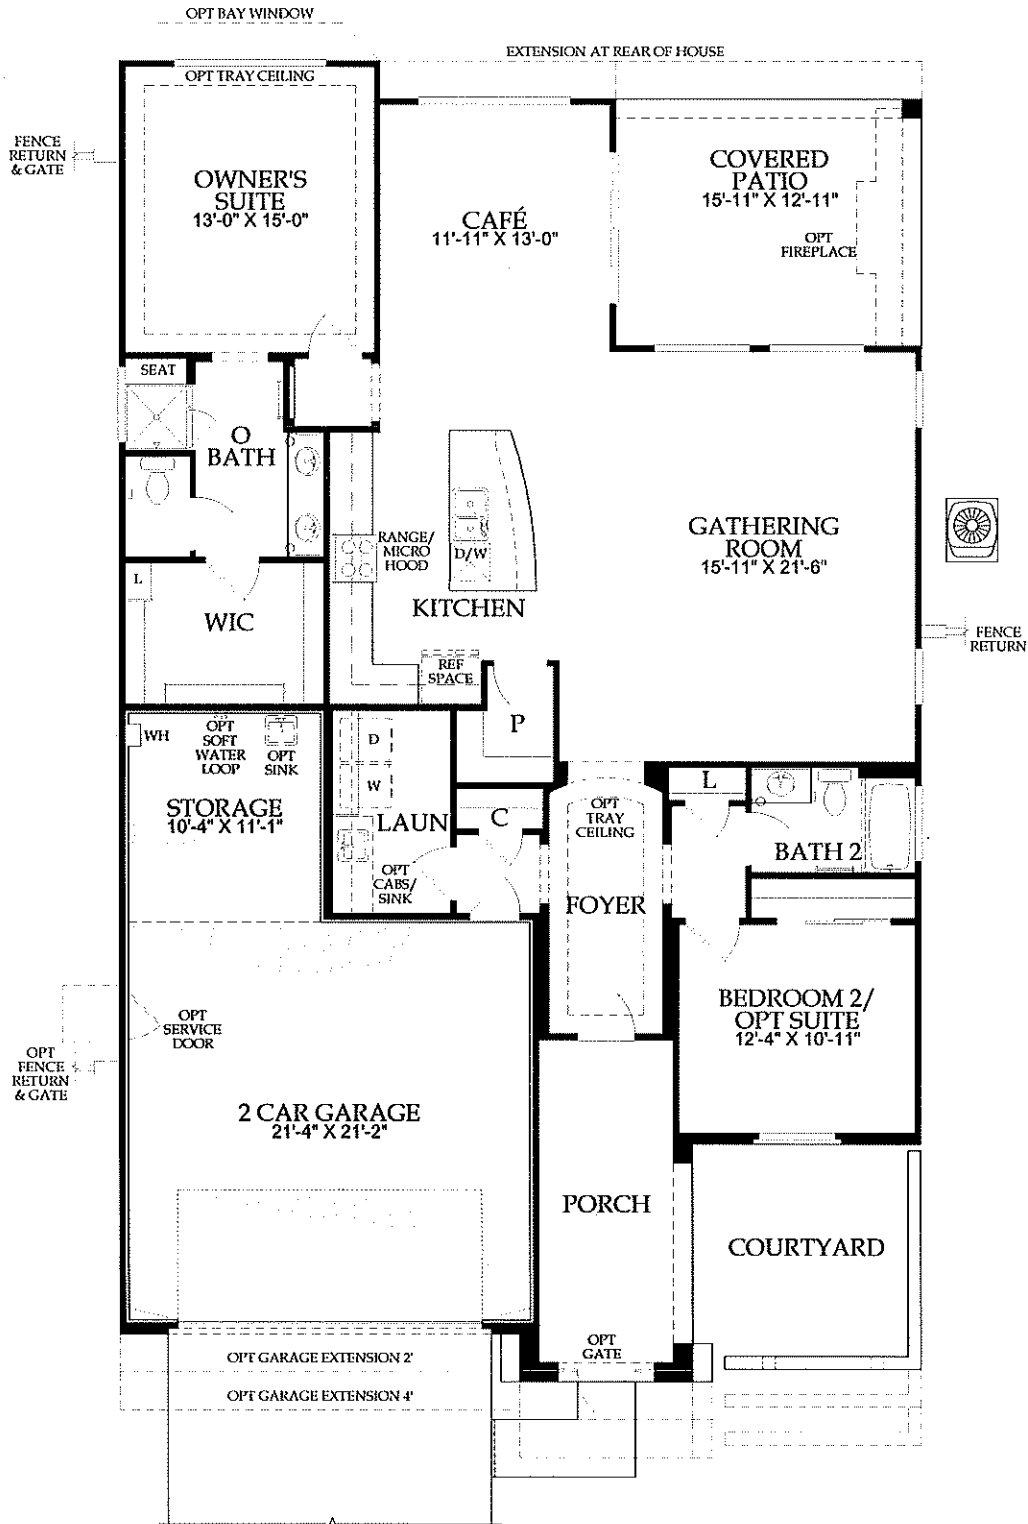 OPT BAY WINDOW
EXTENSION AT REAR OF HOUSE
OPT TRAY CEILING
FENCE
RETURN
& GATE
OWNER'S
SUITE
13'-0" X 15'-0"
CAFÉ
11'-11" X 13'-0"
COVERED
PATIO
15'-11" X 12'-11"
OPT
FIREPLACE
SEAT
O
BATH
RANGE/
MICRO
HOOD
D/W
KITCHEN
GATHERING
ROOM
15'-11" X 21'-6"
FENCE
RETURN
L
WIC
REF
SPACE
P
WH
OPT
SOFT
WATER
LOOP
OPT
SINK
STORAGE
10'-4" X 11'-1"
D
W
LAUN
OPT
CABS/
SINK
C
OPT
TRAY
CEILING
FOYER
L
BATH 2
BEDROOM 2/
OPT SUITE
12'-4" X 10'-11"
OPT
SERVICE
DOOR
OPT
FENCE
RETURN
& GATE
2 CAR GARAGE
21'-4" X 21'-2"
PORCH
COURTYARD
OPT
GATE
OPT GARAGE EXTENSION 2'
OPT GARAGE EXTENSION 4'